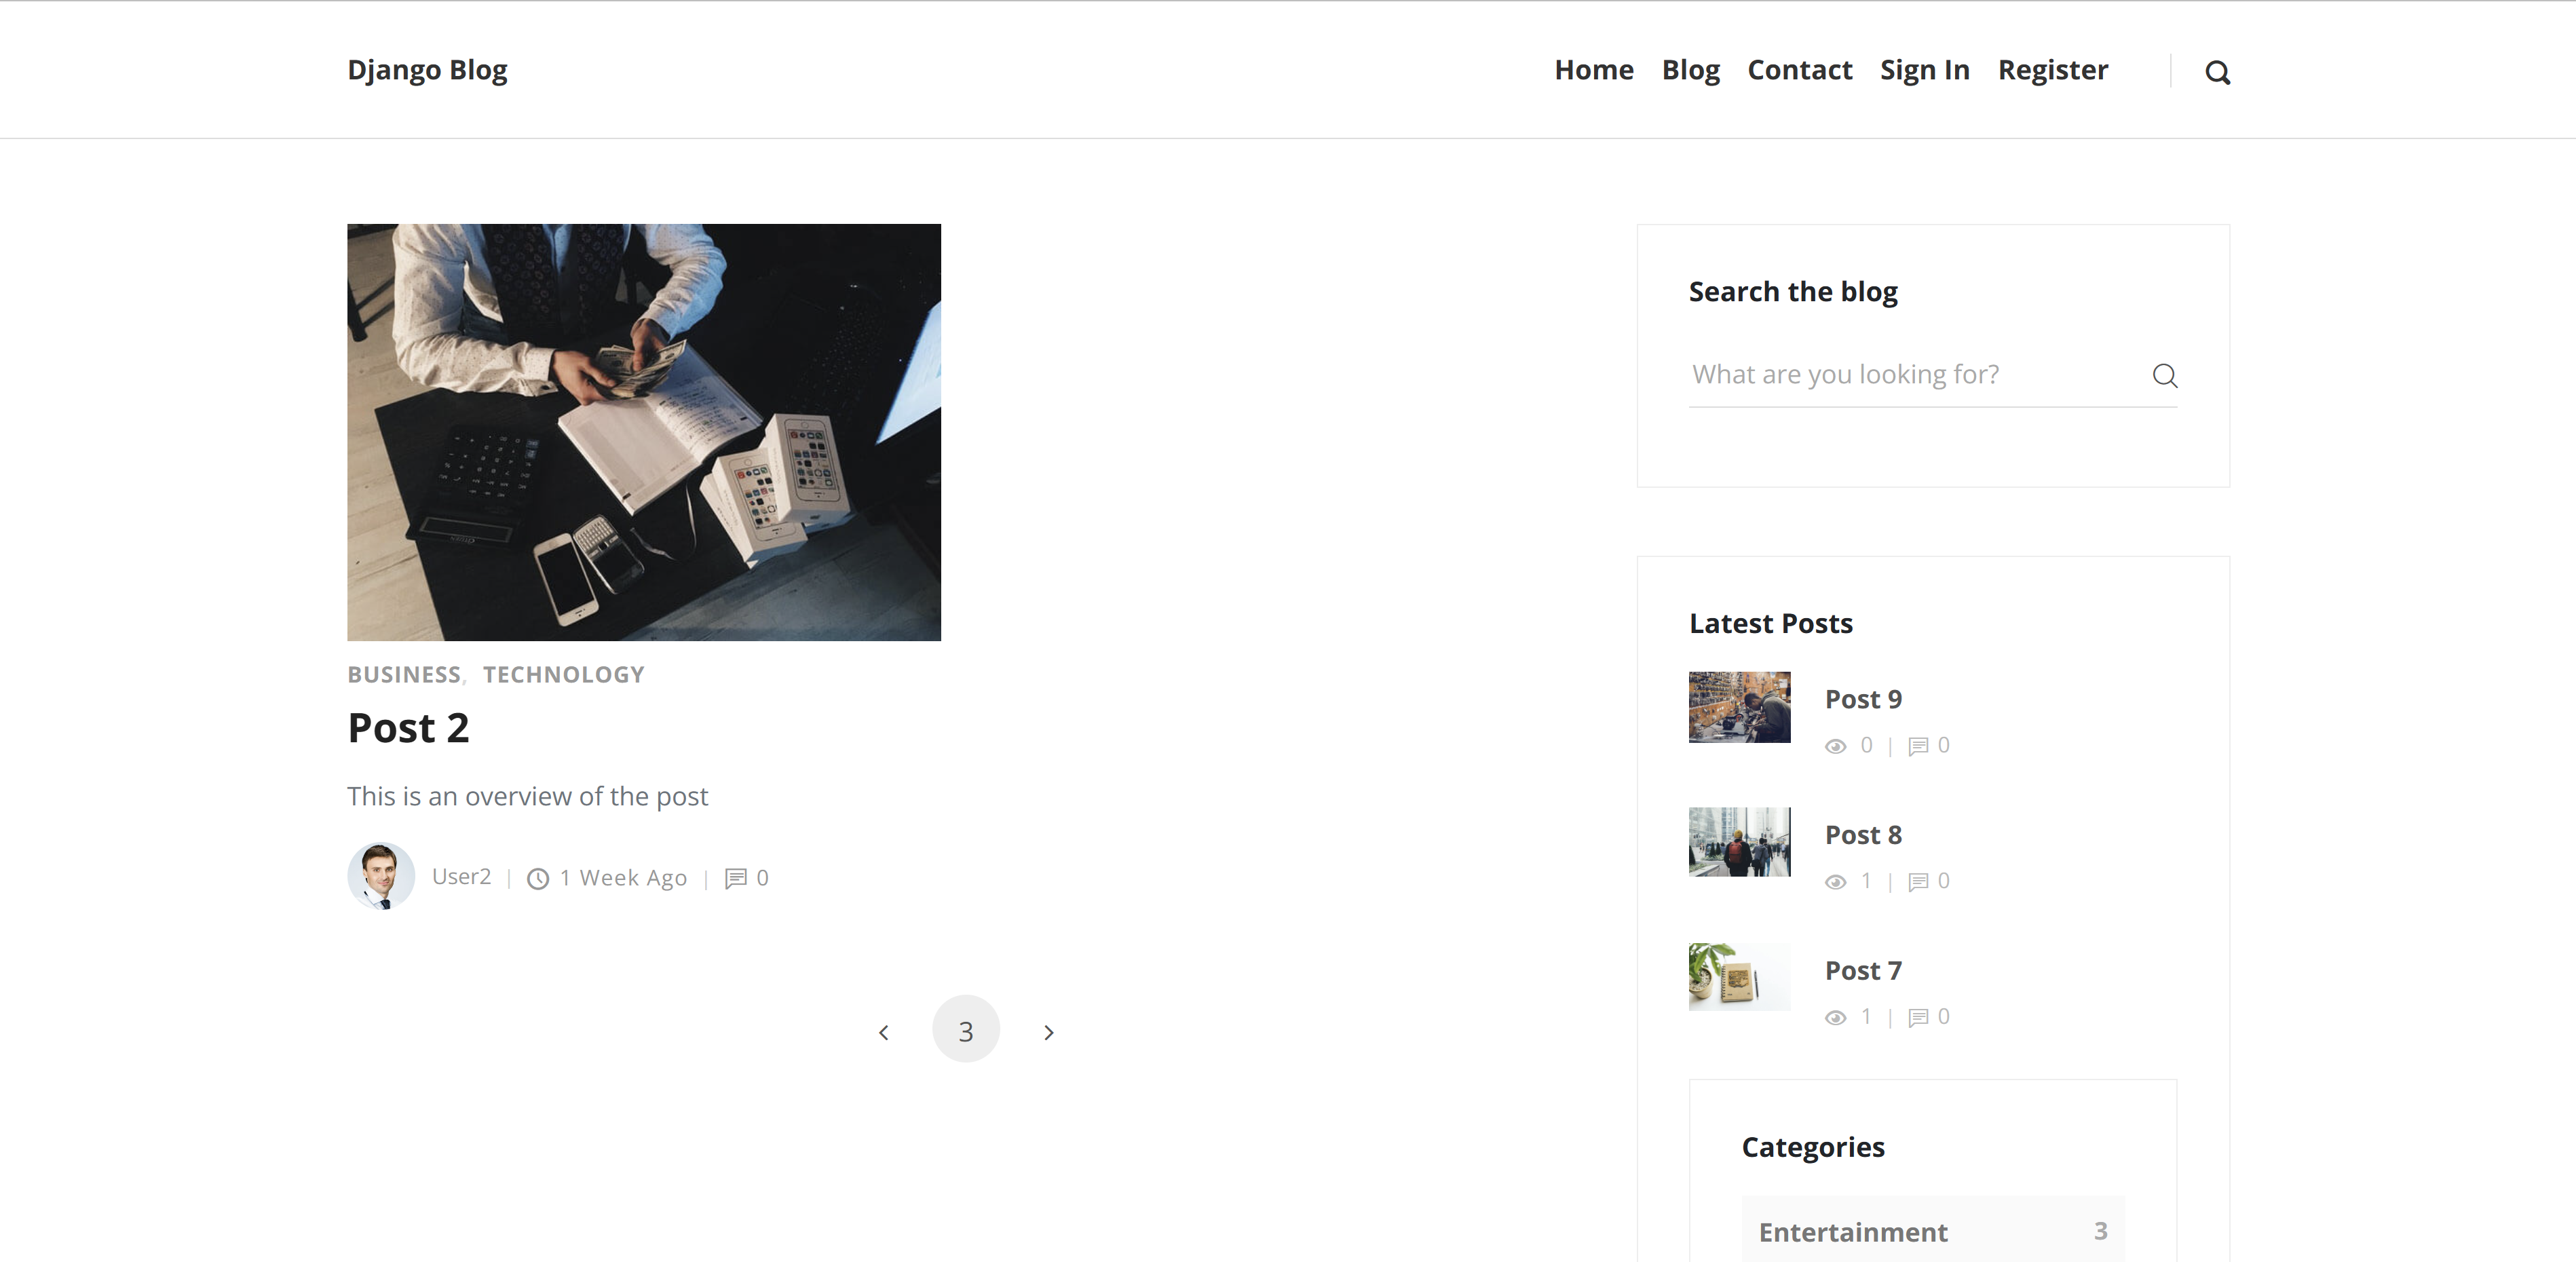 Django Blog
Home Blog Contact Sign In Register
BUSINESS, TECHNOLOGY
Post 2
This is an overview of the post
User2 | 1 Week Ago | 0
3
Search the blog
What are you looking for?
Latest Posts
Post 9
0 | 0
Post 8
1 | 0
Post 7
1 | 0
Categories
Entertainment 3